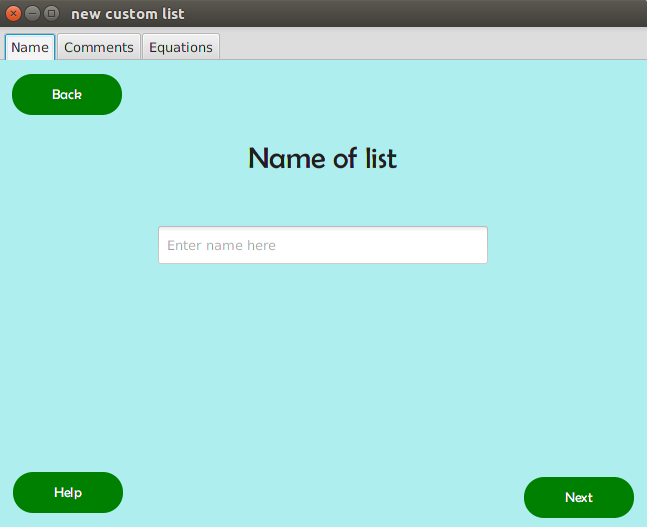 new custom list
Name Comments Equations
Back
Name of list
Enter name here
Help
Next